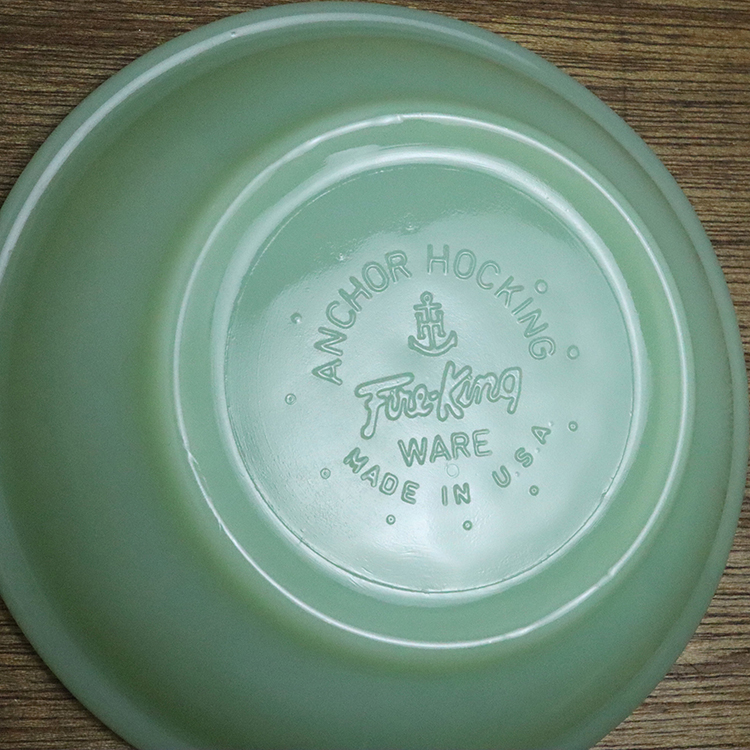 ANCHOR HOCKING
Fire-King
WARE
MADE IN U.S.A